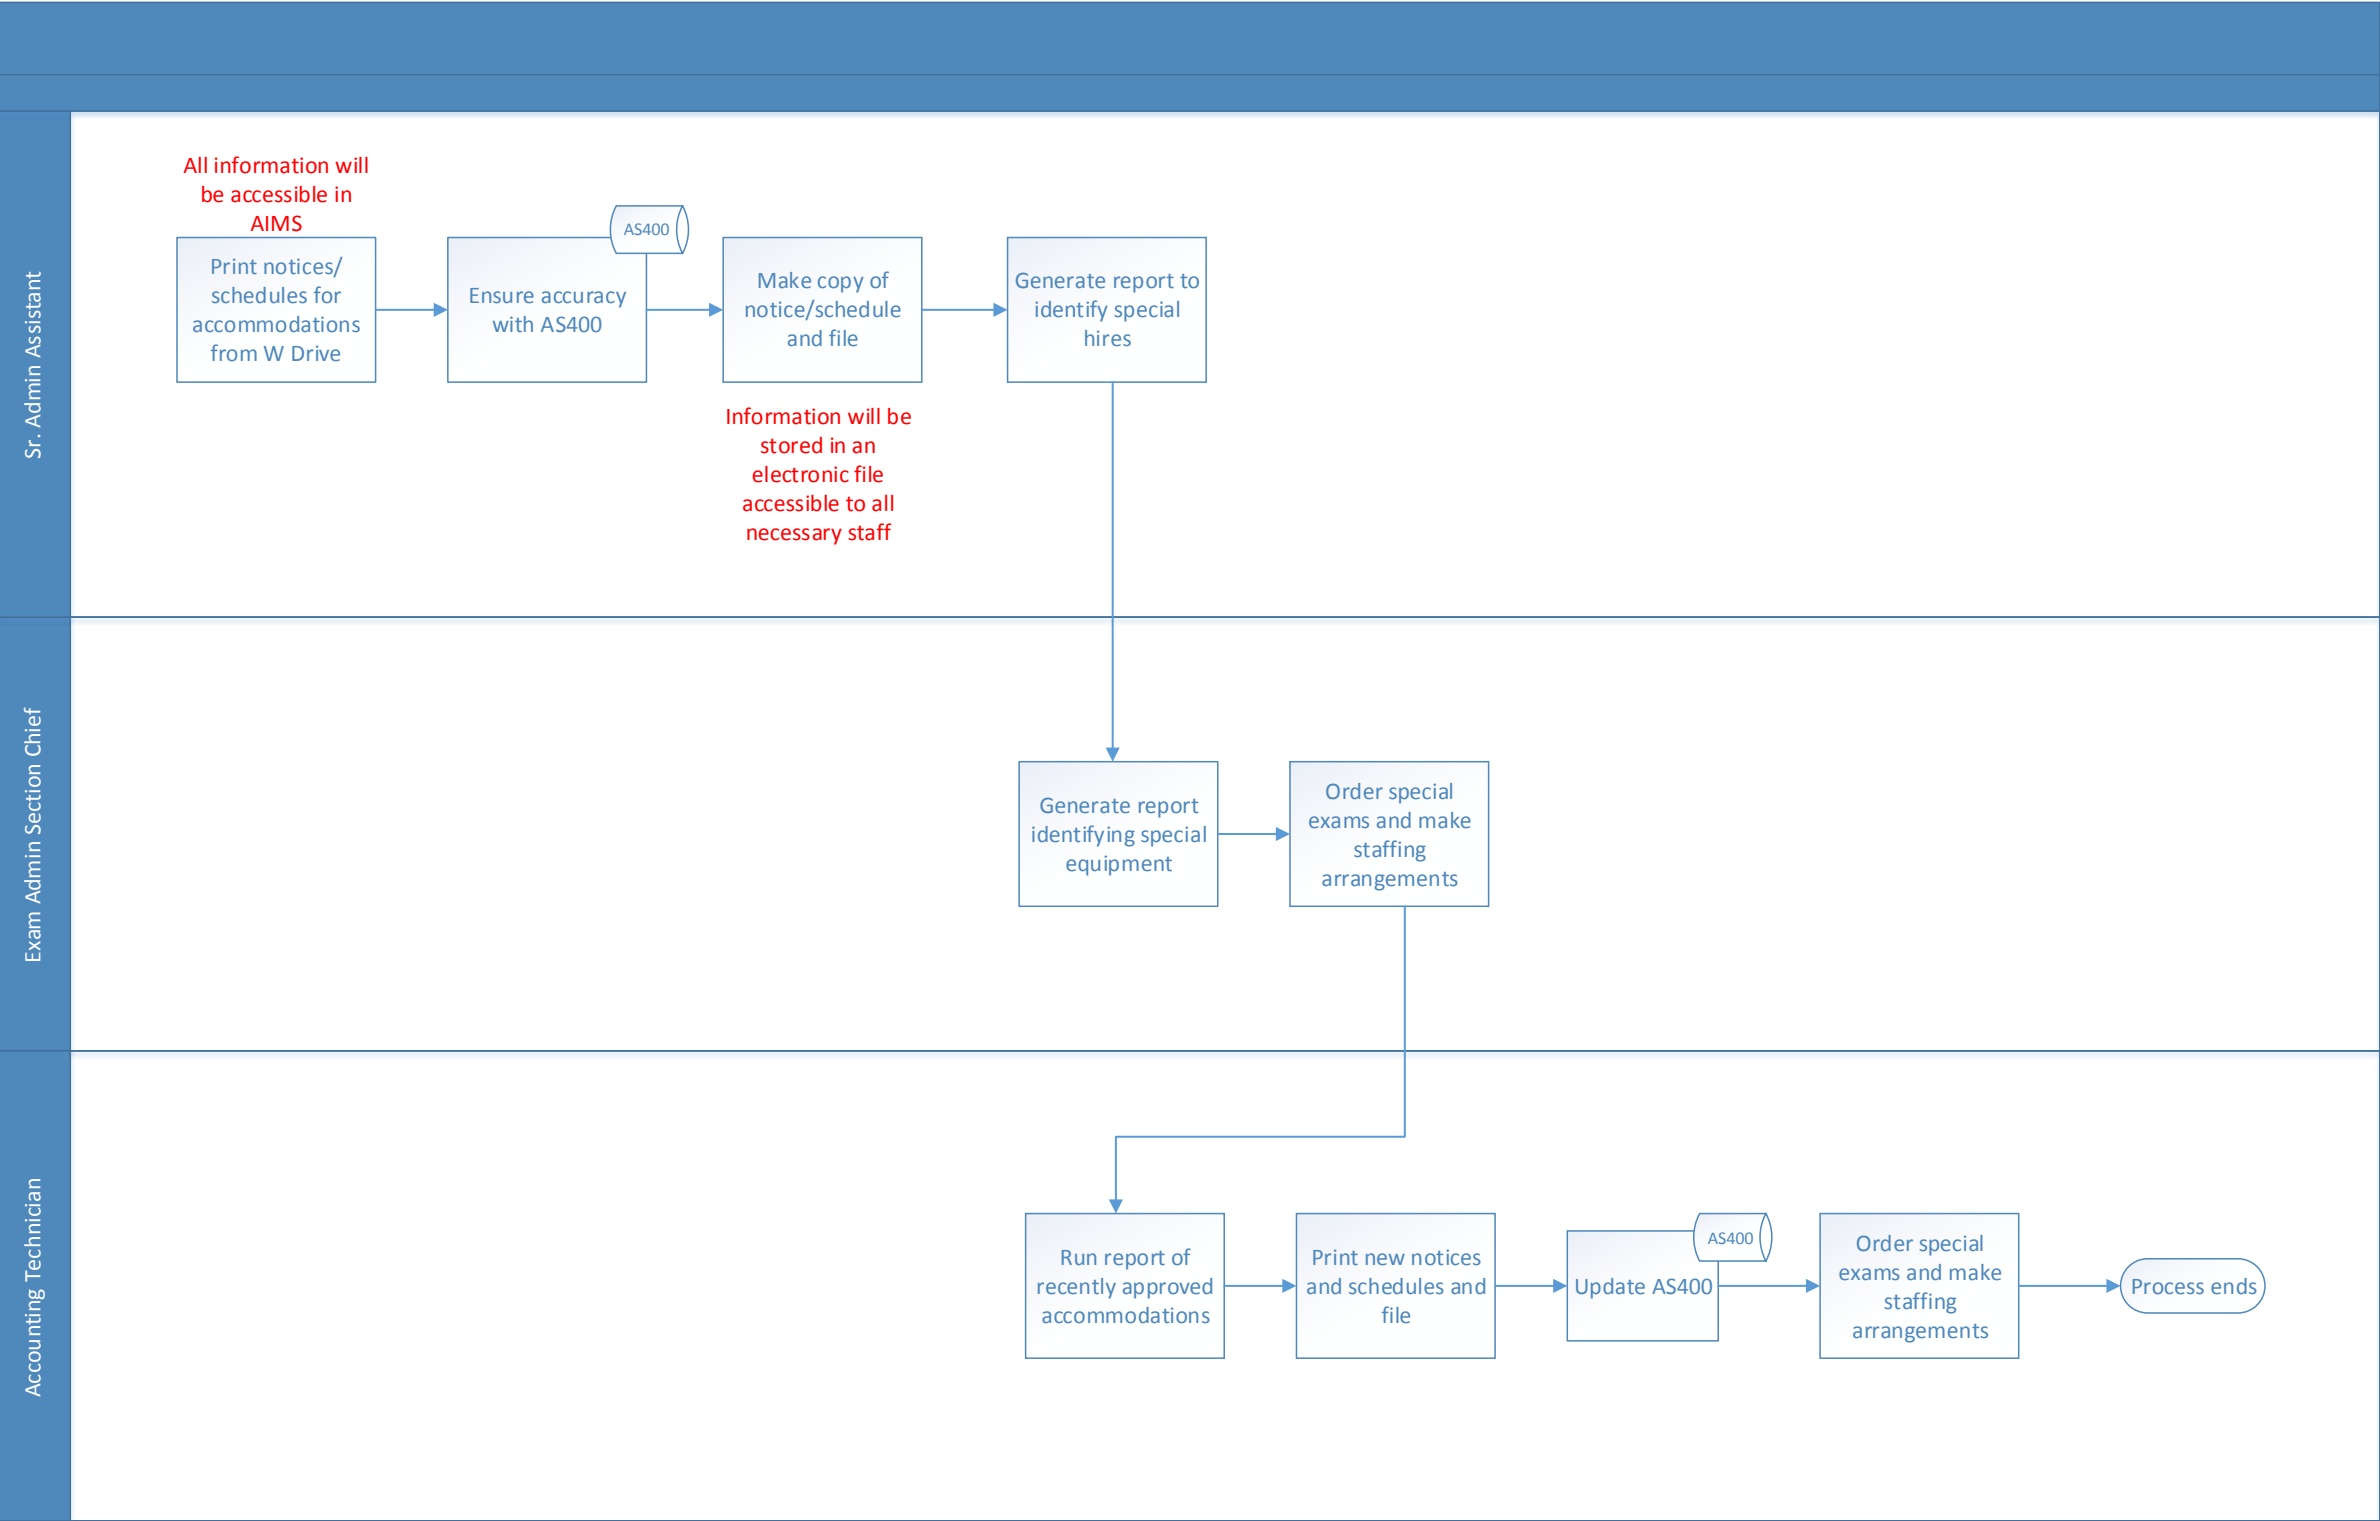 Sr. Admin Assistant
All information will
be accessible in
AIMS
Print notices/
schedules for
accommodations
from W Drive
AS400
Ensure accuracy
with AS400
Make copy of
notice/schedule
and file
Information will be
stored in an
electronic file
accessible to all
necessary staff
Generate report to
identify special
hires
Exam Admin Section Chief
Generate report
identifying special
equipment
Order special
exams and make
staffing
arrangements
Accounting Technician
Run report of
recently approved
accommodations
Print new notices
and schedules and
file
AS400
Update AS400
Order special
exams and make
staffing
arrangements
Process ends